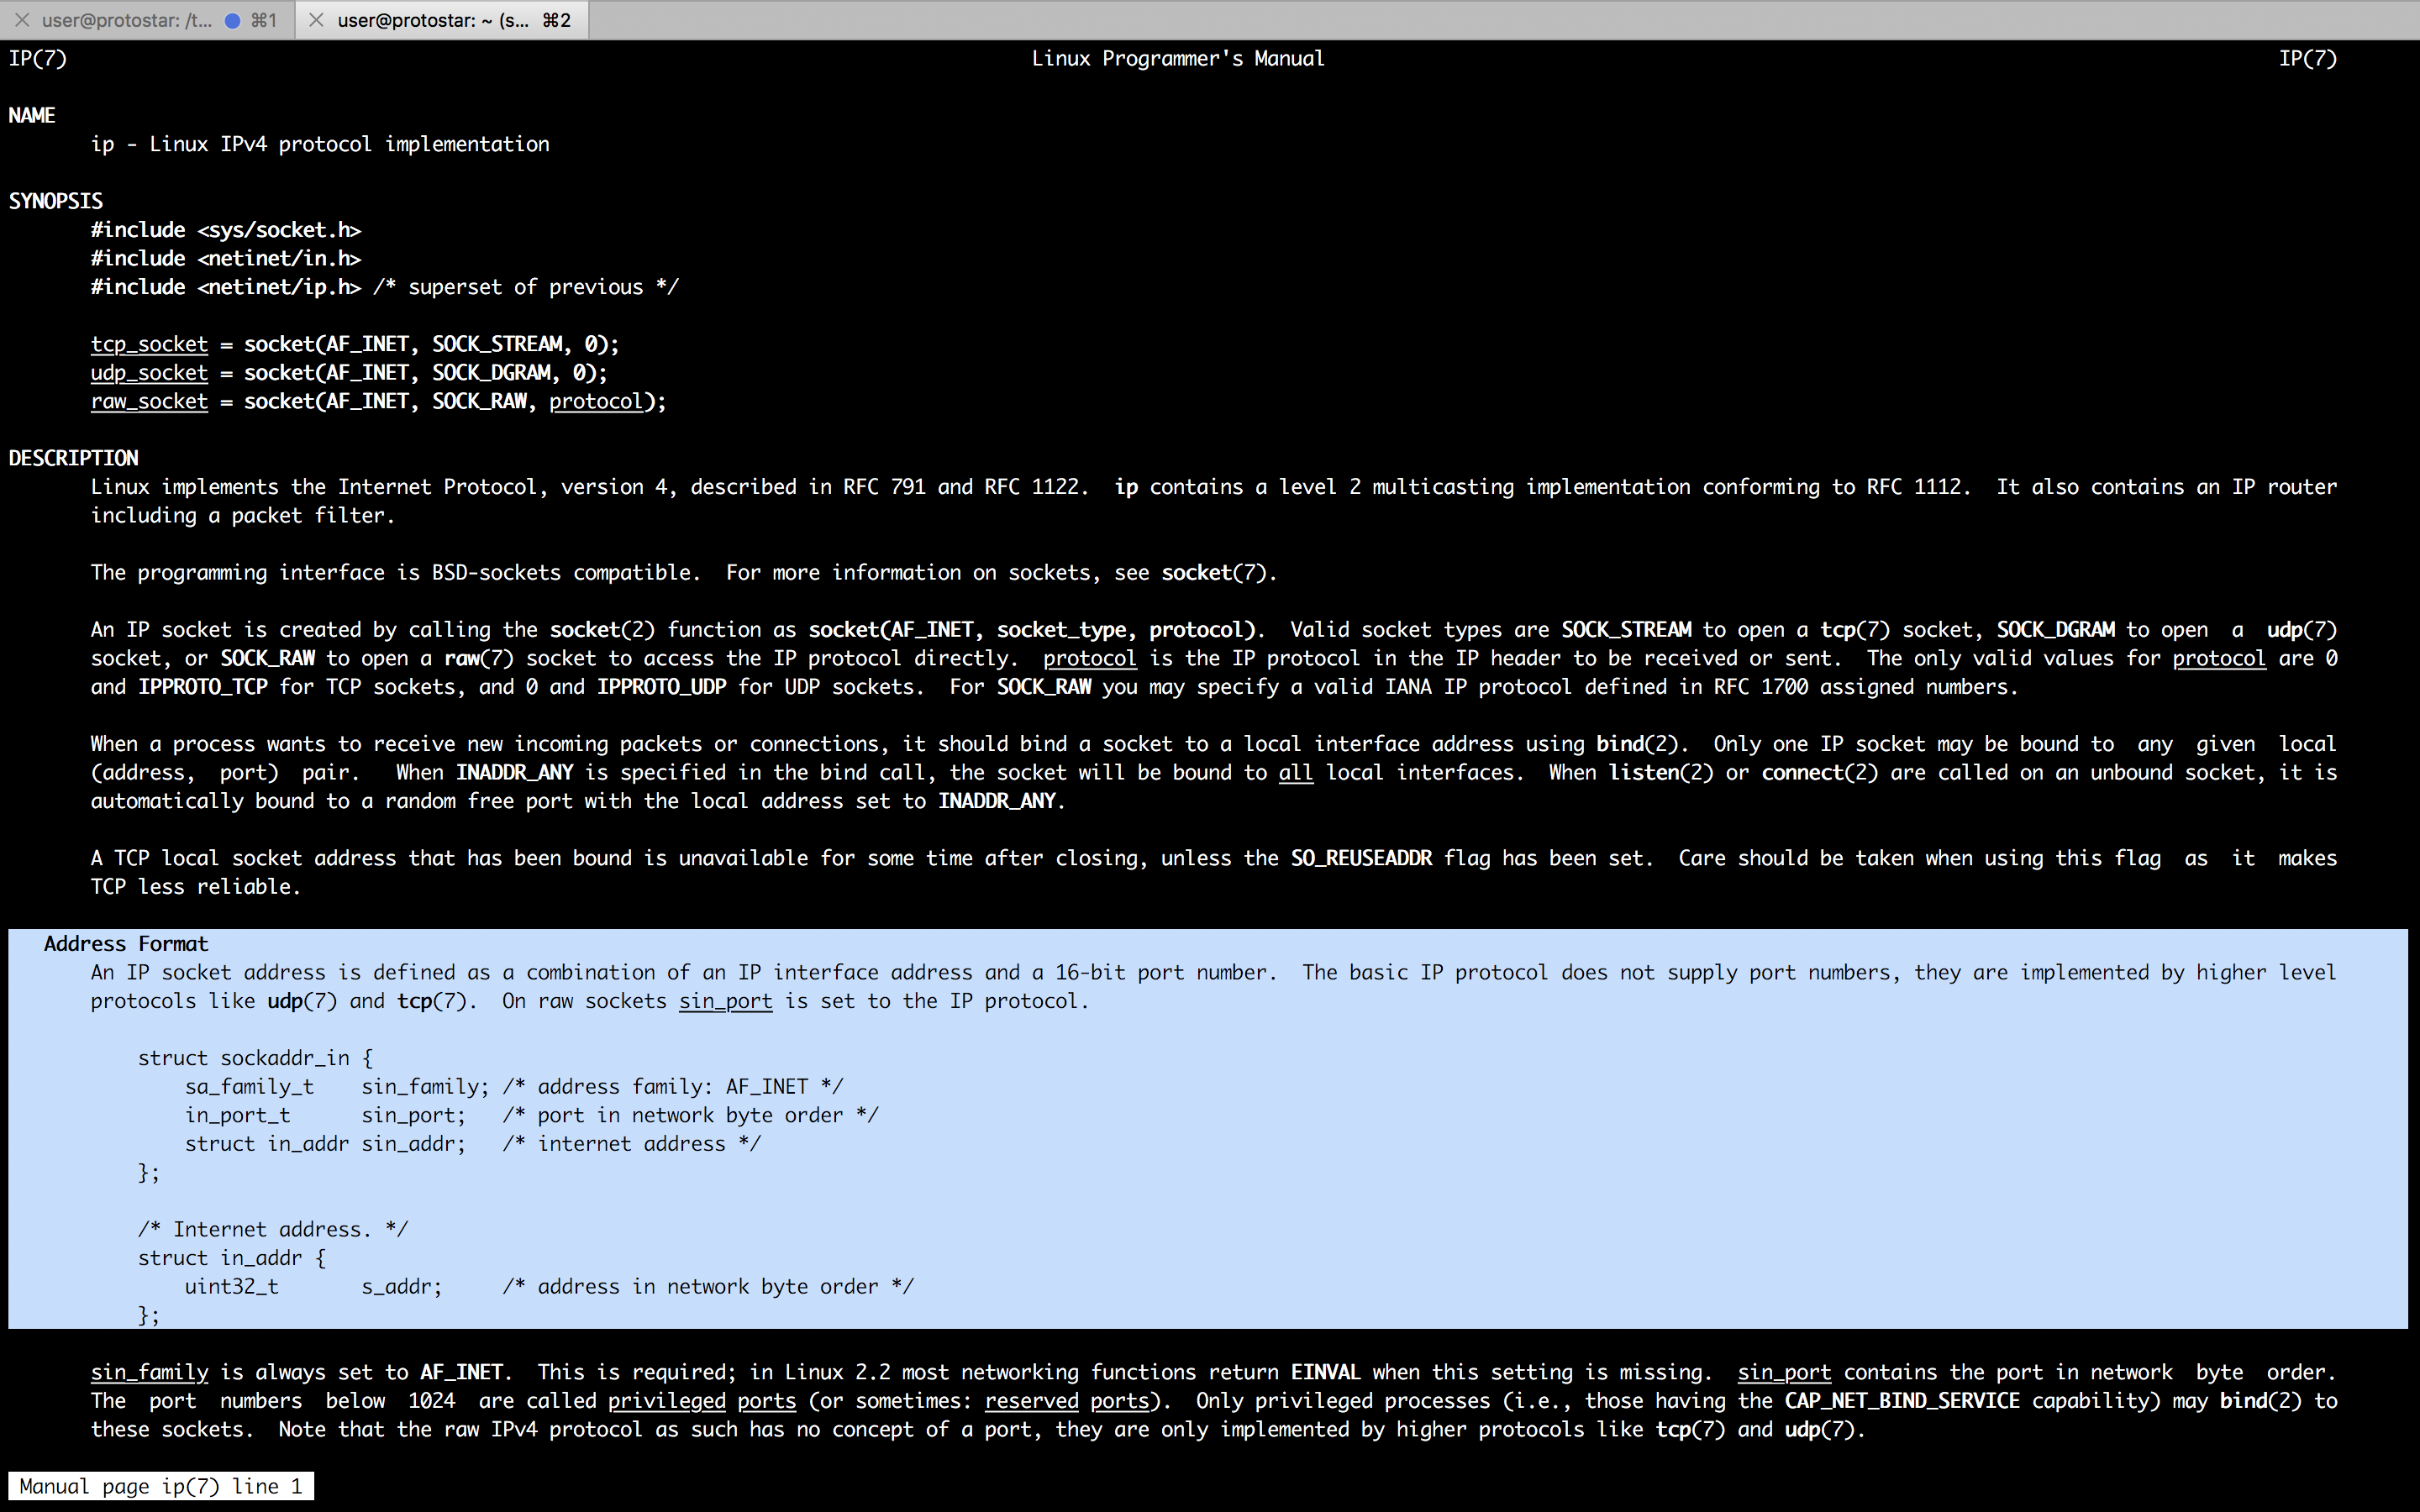 user@protostar: /t... ⌘1 user@protostar: ~ (s... ⌘2
IP(7) Linux Programmer's Manual IP(7)
NAME
ip - Linux IPv4 protocol implementation
SYNOPSIS
#include <sys/socket.h>
#include <netinet/in.h>
#include <netinet/ip.h> /* superset of previous */
tcp_socket = socket(AF_INET, SOCK_STREAM, 0);
udp_socket = socket(AF_INET, SOCK_DGRAM, 0);
raw_socket = socket(AF_INET, SOCK_RAW, protocol);
DESCRIPTION
Linux implements the Internet Protocol, version 4, described in RFC 791 and RFC 1122. ip contains a level 2 multicasting implementation conforming to RFC 1112. It also contains an IP router
including a packet filter.
The programming interface is BSD-sockets compatible. For more information on sockets, see socket(7).
An IP socket is created by calling the socket(2) function as socket(AF_INET, socket_type, protocol). Valid socket types are SOCK_STREAM to open a tcp(7) socket, SOCK_DGRAM to open a udp(7)
socket, or SOCK_RAW to open a raw(7) socket to access the IP protocol directly. protocol is the IP protocol in the IP header to be received or sent. The only valid values for protocol are 0
and IPPROTO_TCP for TCP sockets, and 0 and IPPROTO_UDP for UDP sockets. For SOCK_RAW you may specify a valid IANA IP protocol defined in RFC 1700 assigned numbers.
When a process wants to receive new incoming packets or connections, it should bind a socket to a local interface address using bind(2). Only one IP socket may be bound to any given local
(address, port) pair. When INADDR_ANY is specified in the bind call, the socket will be bound to all local interfaces. When listen(2) or connect(2) are called on an unbound socket, it is
automatically bound to a random free port with the local address set to INADDR_ANY.
A TCP local socket address that has been bound is unavailable for some time after closing, unless the SO_REUSEADDR flag has been set. Care should be taken when using this flag as it makes
TCP less reliable.
Address Format
An IP socket address is defined as a combination of an IP interface address and a 16-bit port number. The basic IP protocol does not supply port numbers, they are implemented by higher level
protocols like udp(7) and tcp(7). On raw sockets sin_port is set to the IP protocol.
struct sockaddr_in {
sa_family_t sin_family; /* address family: AF_INET */
in_port_t sin_port; /* port in network byte order */
struct in_addr sin_addr; /* internet address */
};
/* Internet address. */
struct in_addr {
uint32_t s_addr; /* address in network byte order */
};
sin_family is always set to AF_INET. This is required; in Linux 2.2 most networking functions return EINVAL when this setting is missing. sin_port contains the port in network byte order.
The port numbers below 1024 are called privileged ports (or sometimes: reserved ports). Only privileged processes (i.e., those having the CAP_NET_BIND_SERVICE capability) may bind(2) to
these sockets. Note that the raw IPv4 protocol as such has no concept of a port, they are only implemented by higher protocols like tcp(7) and udp(7).
Manual page ip(7) line 1